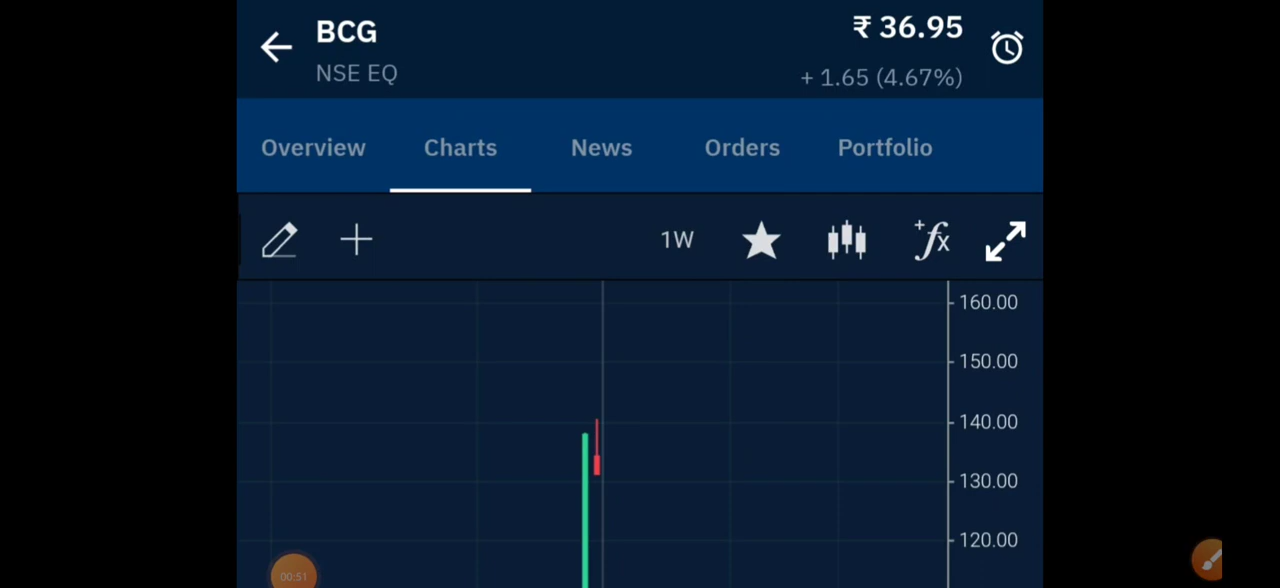 BCG
₹ 36.95
NSE EQ
+ 1.65 (4.67%)
Overview Charts News Orders Portfolio
1W
+fx
160.00
150.00
140.00
130.00
120.00
00:51